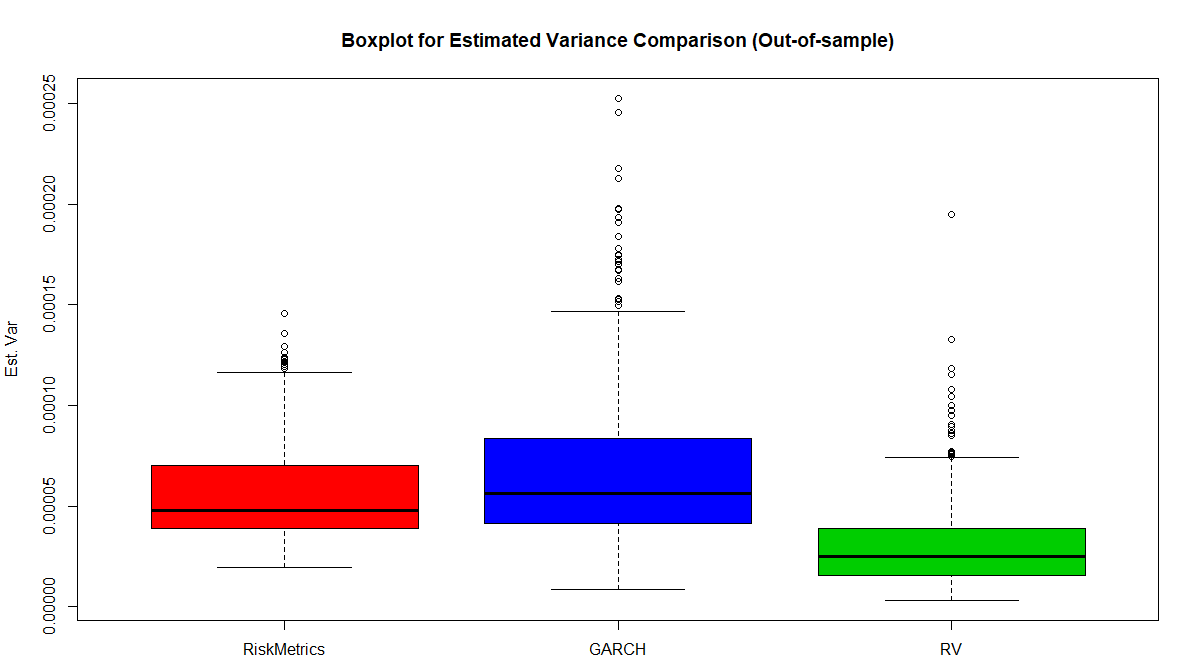 Boxplot for Estimated Variance Comparison (Out-of-sample)
Est. Var
0.00025
0.00020
0.00015
0.00010
0.00005
0.00000
RiskMetrics
GARCH
RV